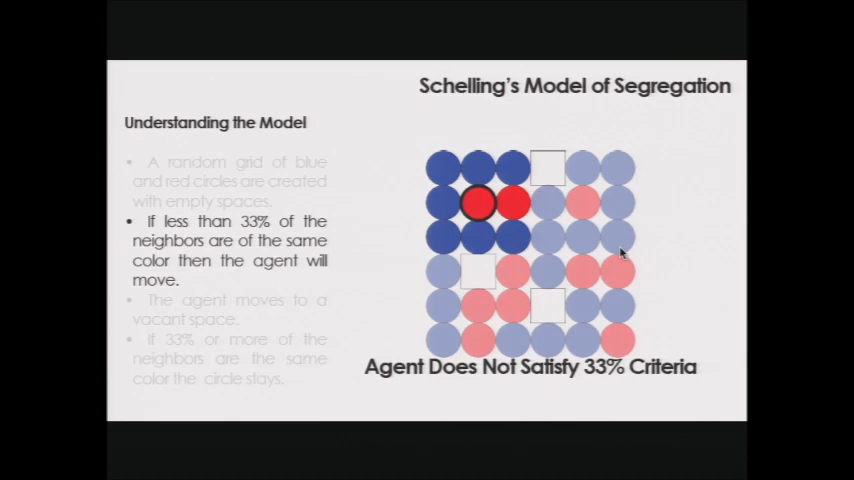 Schelling's Model of Segregation
Understanding the Model
• A random grid of blue
and red circles are created
with empty spaces.
• If less than 33% of the
neighbors are of the same
color then the agent will
move.
• The agent moves to a
vacant space.
• If 33% or more of the
neighbors are the same
color the circle stays.
Agent Does Not Satisfy 33% Criteria